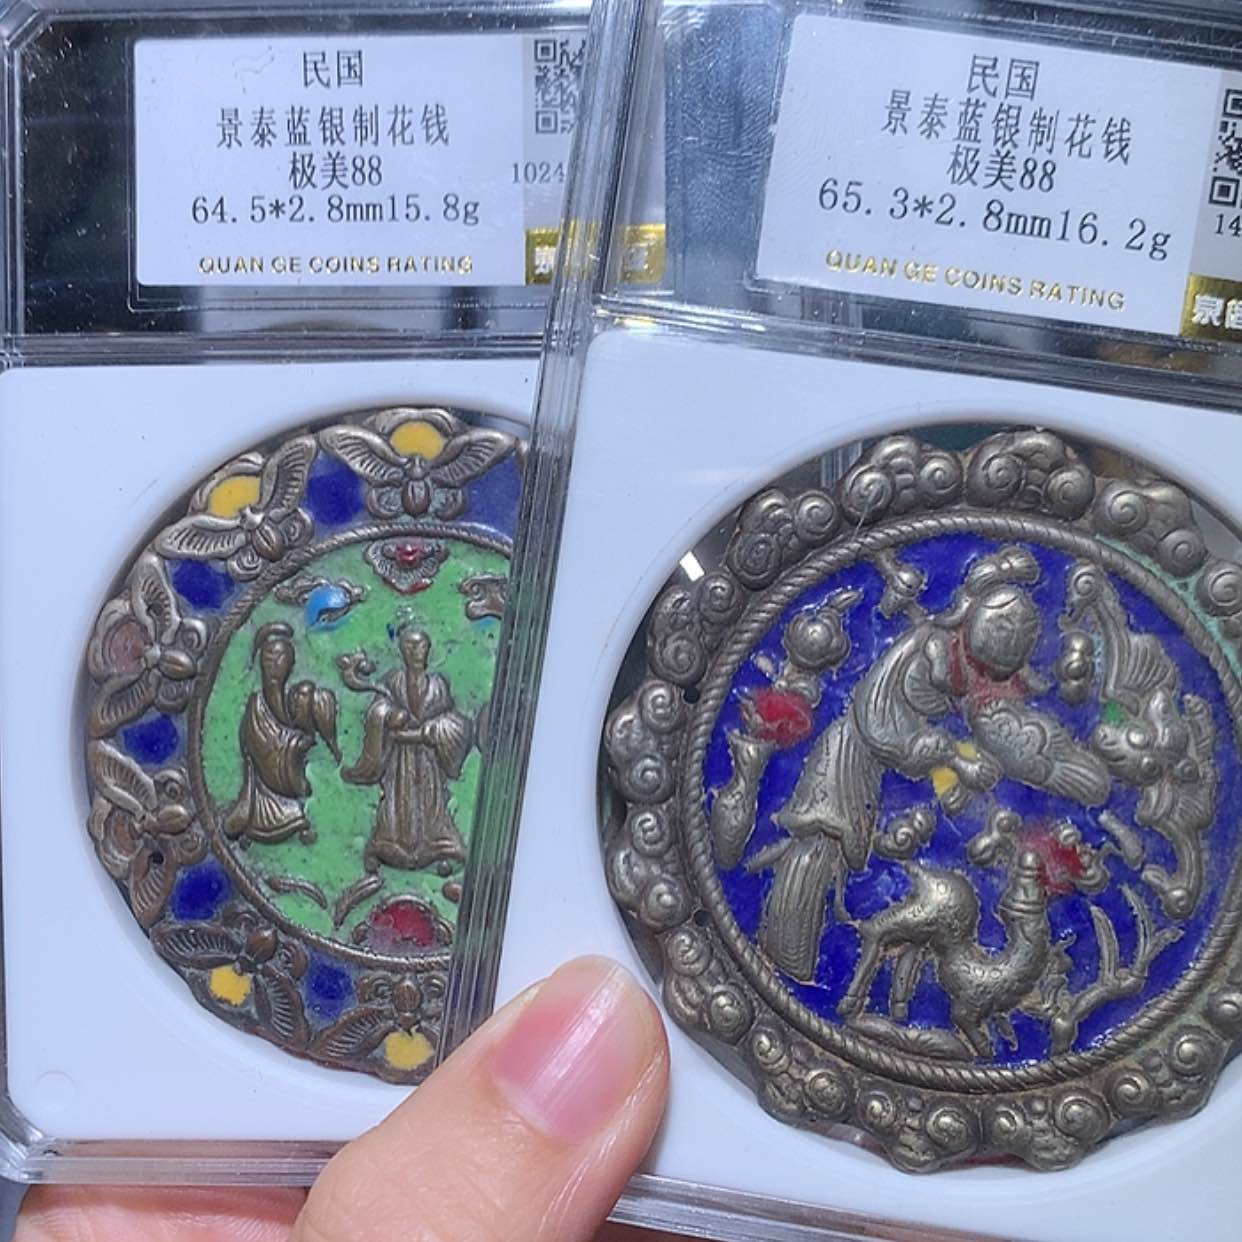 民国
景泰蓝银制花钱
极美88
64.5*2.8mm15.8g
1024
QUAN GE COINS RATING
民国
景泰蓝银制花钱
极美88
65.3*2.8mm16.2g
14
QUAN GE COINS RATING
泉